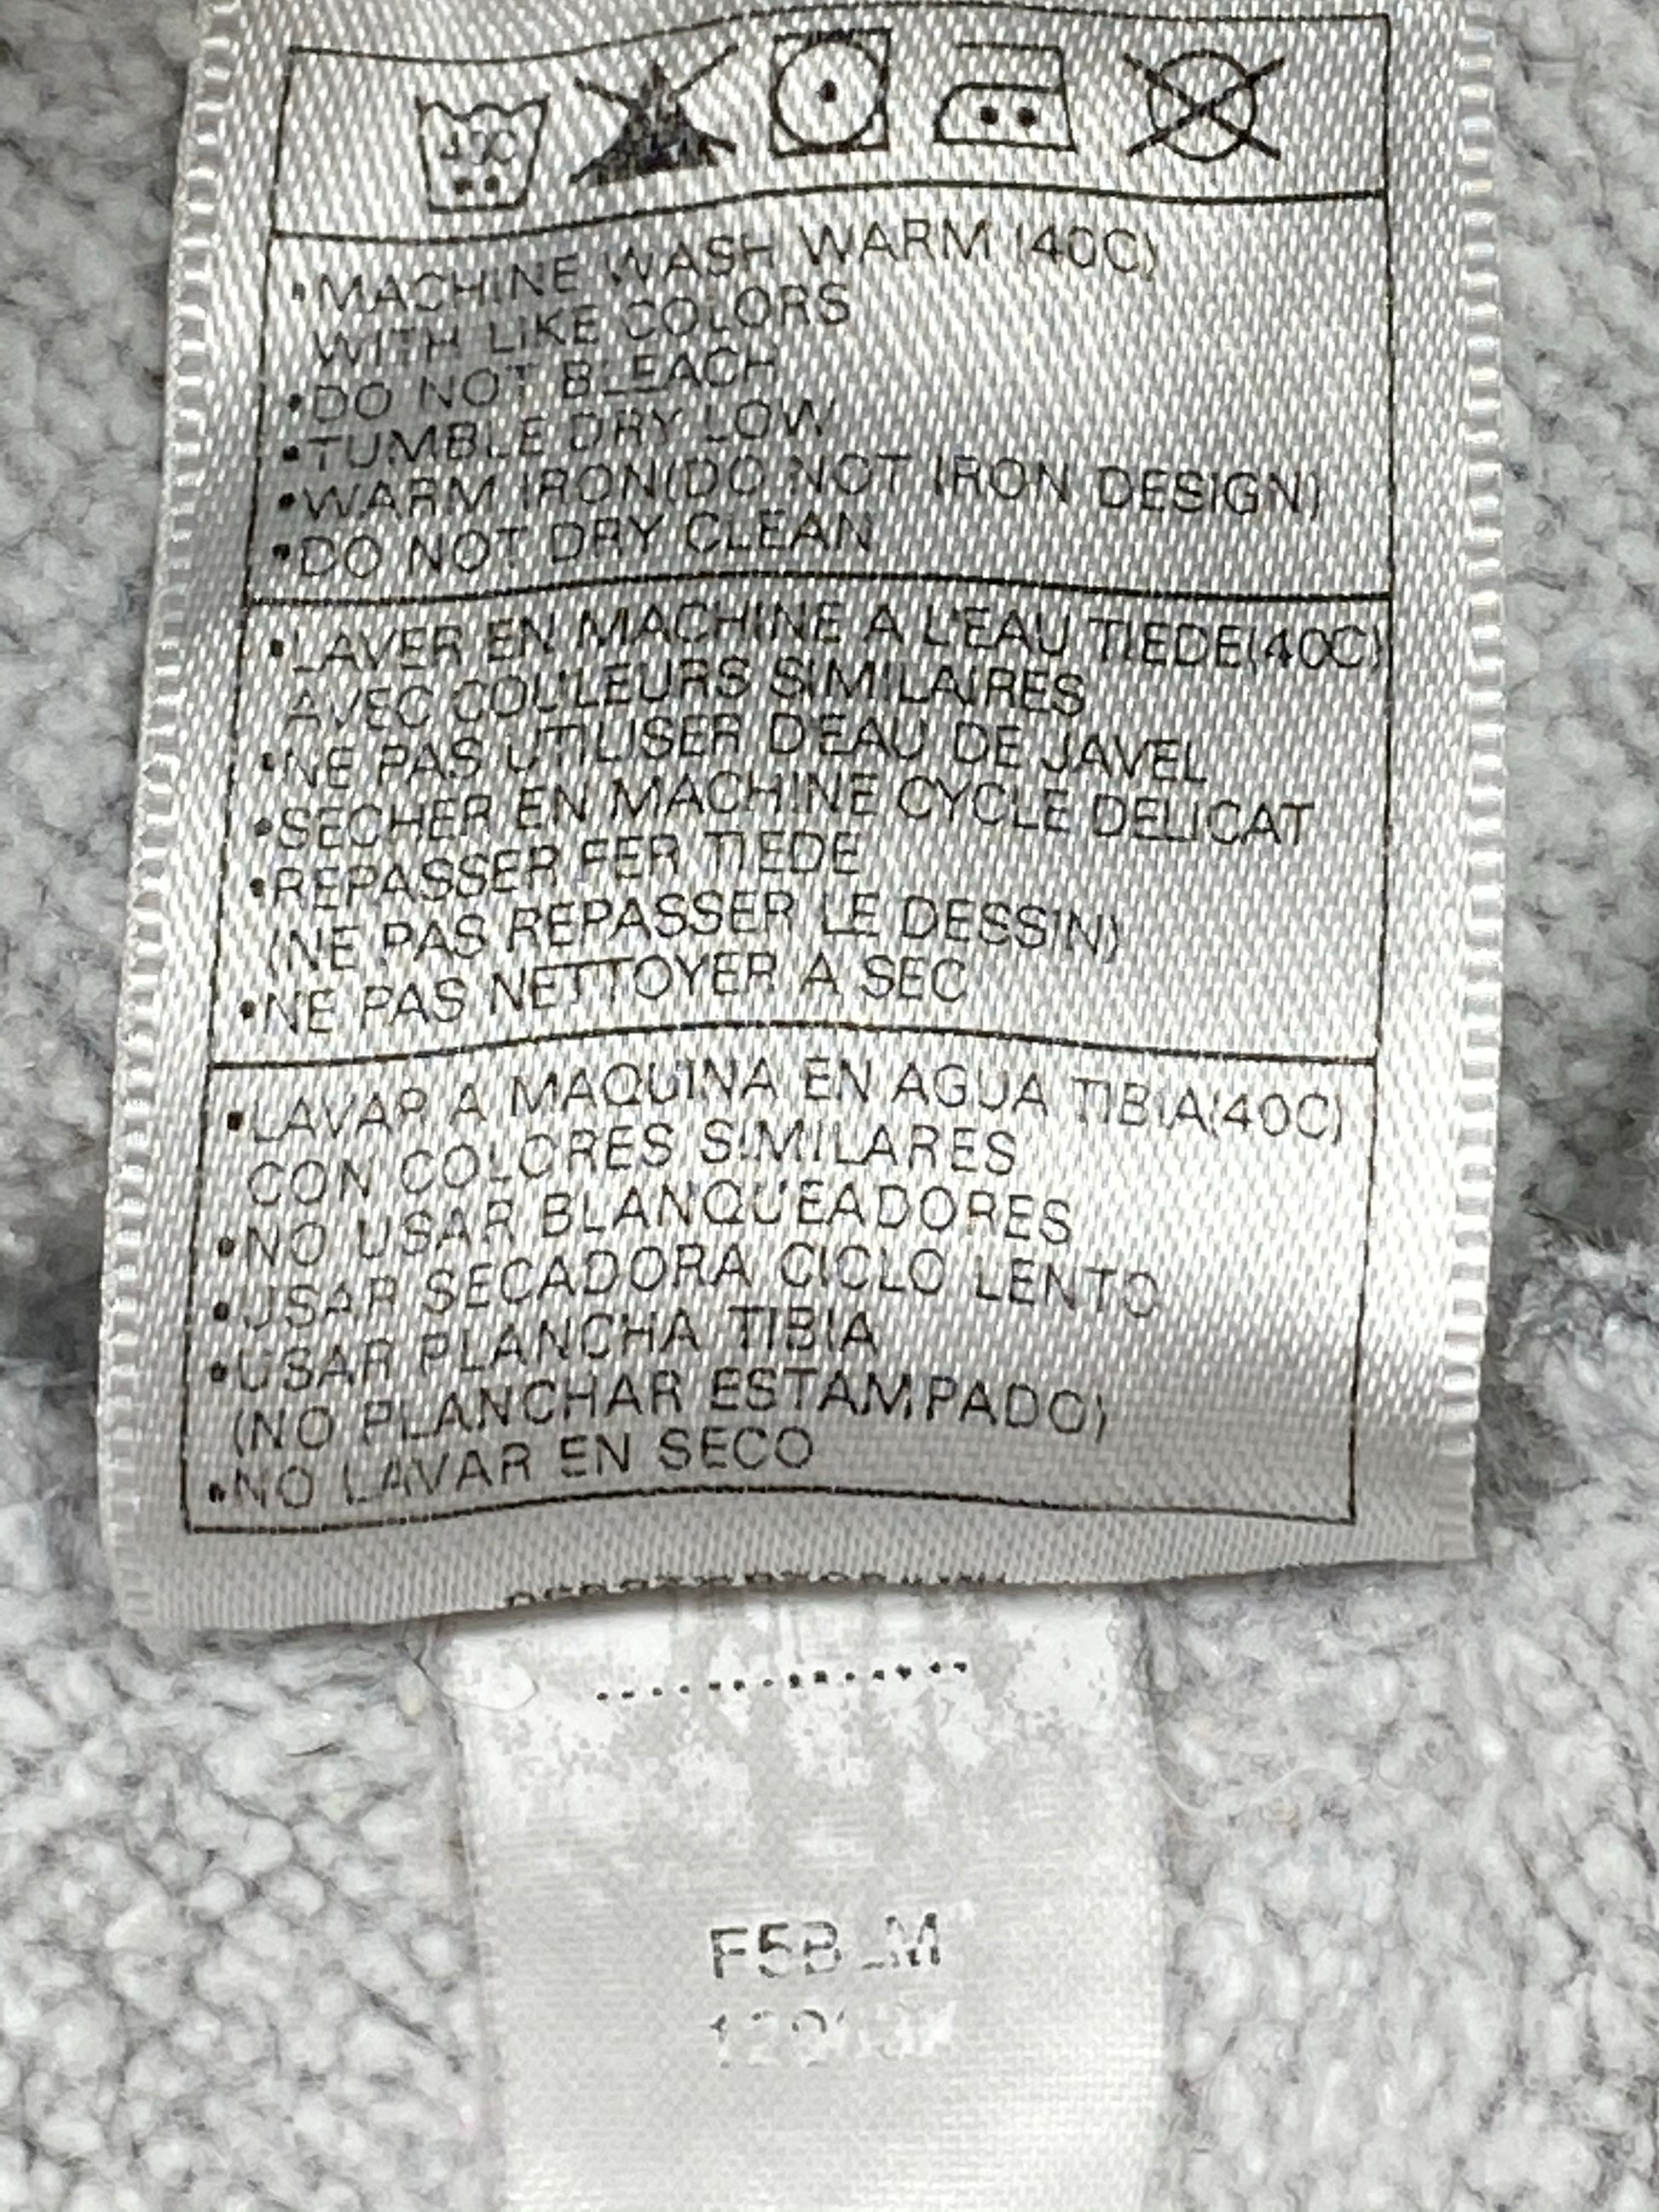 40C
•MACHINE WASH WARM (40C)
WITH LIKE COLORS
•DO NOT BLEACH
•TUMBLE DRY LOW
•WARM IRON(DO NOT IRON DESIGN)
•DO NOT DRY CLEAN
•LAVER EN MACHINE A L'EAU TIEDE(40C)
AVEC COULEURS SIMILAIRES
•NE PAS UTILISER D'EAU DE JAVEL
•SECHER EN MACHINE CYCLE DELICAT
•REPASSER FER TIEDE
(NE PAS REPASSER LE DESSIN)
•NE PAS NETTOYER A SEC
•LAVAR A MAQUINA EN AGUA TIBIA(40C)
CON COLORES SIMILARES
•NO USAR BLANQUEADORES
•USAR SECADORA CICLO LENTO
•USAR PLANCHA TIBIA
(NO PLANCHAR ESTAMPADO)
•NO LAVAR EN SECO